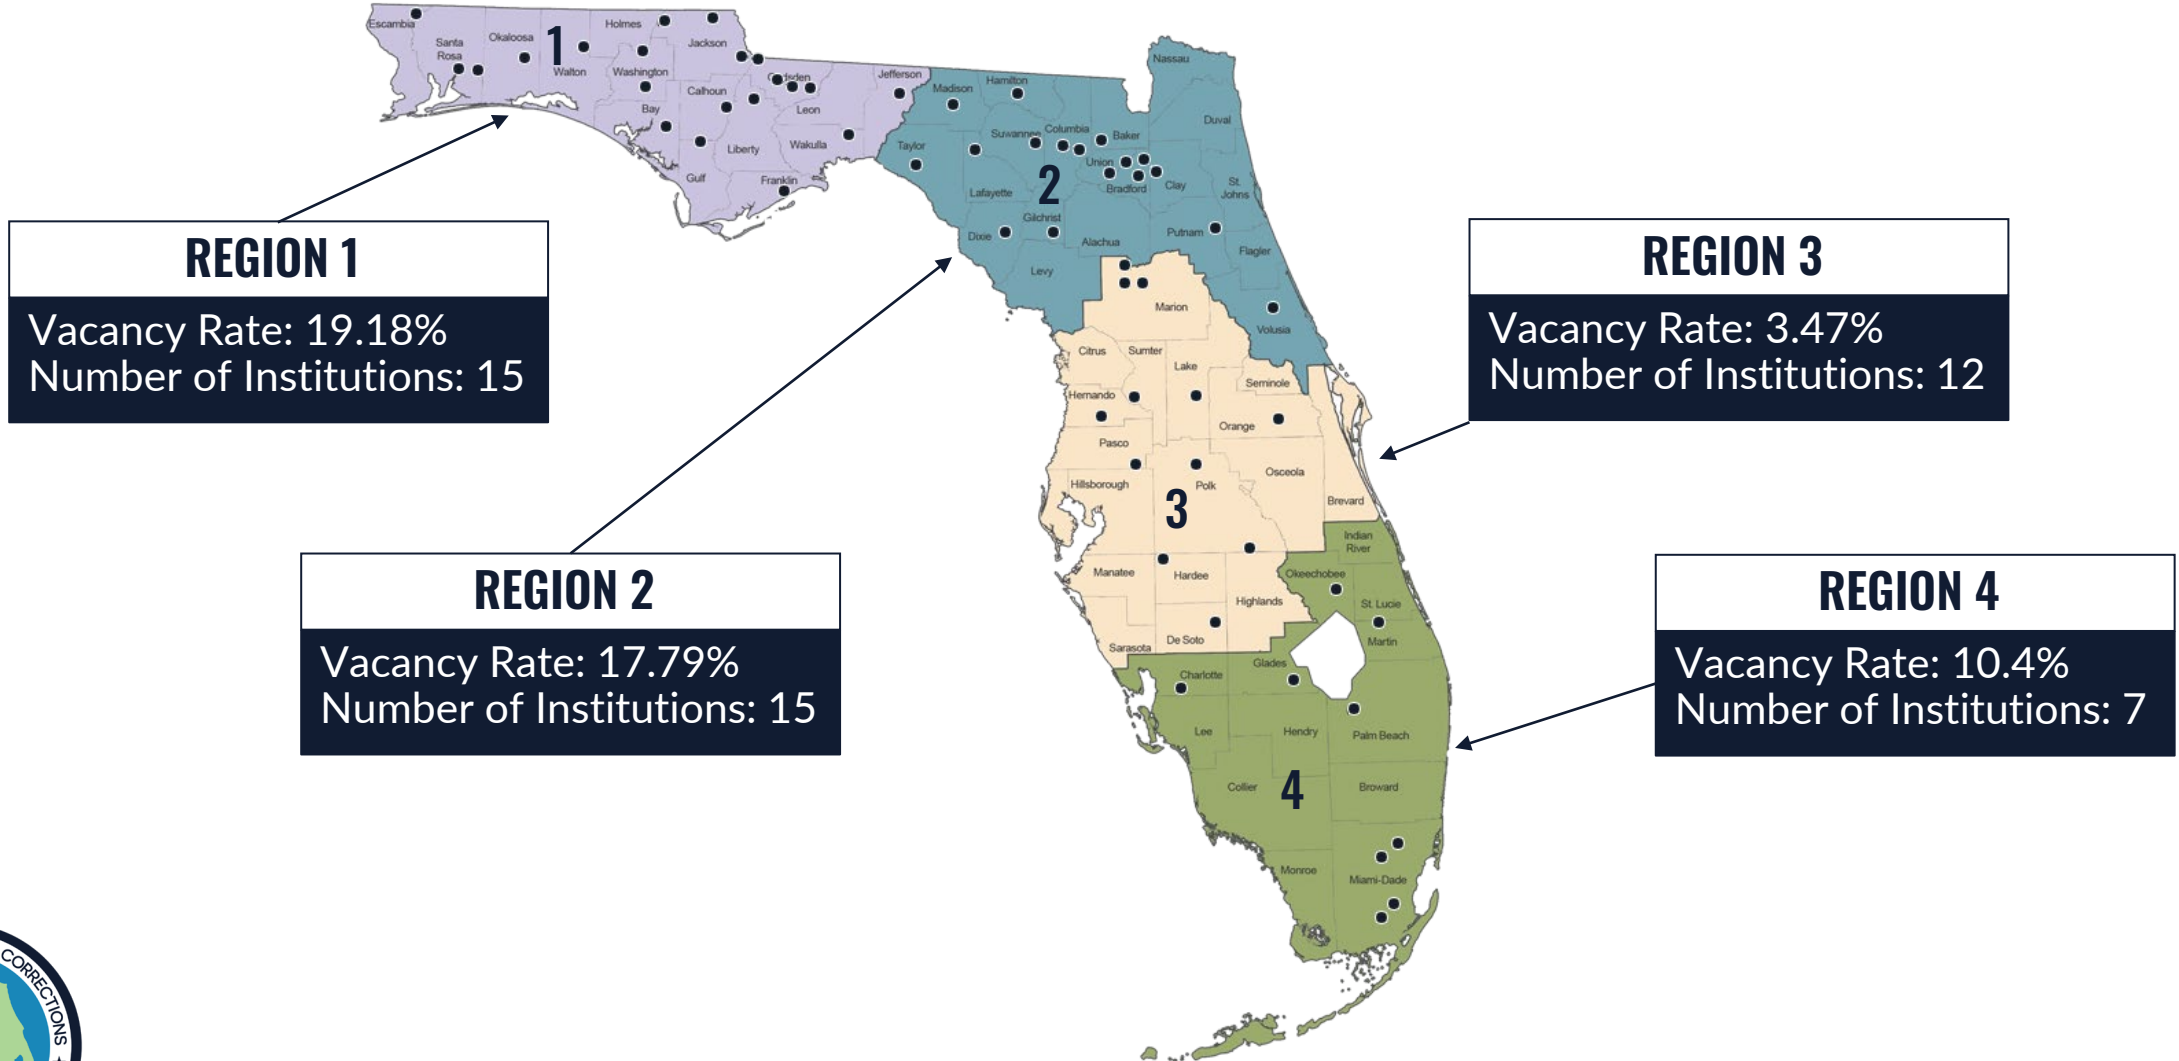 Escambia
Santa
Rosa
Okaloosa
1
Walton
Holmes
Washington
Jackson
Bay
Calhoun
Gulf
Liberty
Gadsden
Leon
Wakulla
Franklin
Jefferson
Madison
Hamilton
Taylor
Suwannee
Columbia
Baker
Nassau
Duval
Union
Bradford
Clay
St.
Johns
Lafayette
2
Gilchrist
Dixie
Alachua
Putnam
Flagler
Levy
Volusia
Marion
Citrus
Sumter
Lake
Seminole
Hernando
Orange
Pasco
Osceola
Hillsborough
Polk
Brevard
3
Manatee
Hardee
Highlands
Sarasota
De Soto
Indian
River
Okeechobee
St. Lucie
Martin
Glades
Charlotte
Lee
Hendry
Palm Beach
Collier
4
Broward
Monroe
Miami-Dade
REGION 1
Vacancy Rate: 19.18%
Number of Institutions: 15
REGION 2
Vacancy Rate: 17.79%
Number of Institutions: 15
REGION 3
Vacancy Rate: 3.47%
Number of Institutions: 12
REGION 4
Vacancy Rate: 10.4%
Number of Institutions: 7
CORRECTIONS